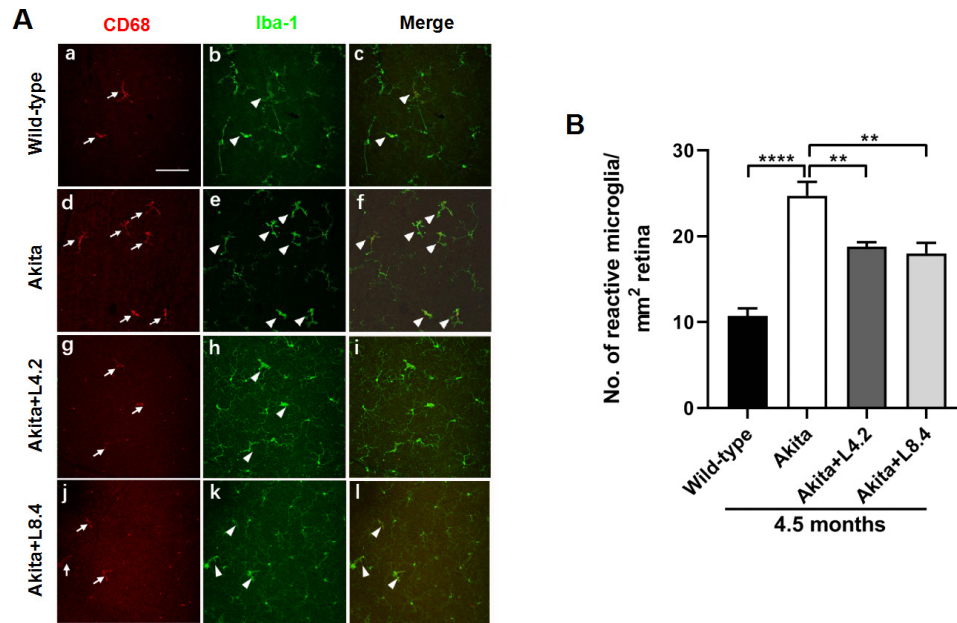 A
CD68 Iba-1 Merge
Wild-type
a b c
Akita
d e f
Akita+L4.2
g h i
Akita+L8.4
j k l
B
No. of reactive microglia/
mm² retina
30
20
10
0
**
**** **
Wild-type Akita Akita+L4.2 Akita+L8.4
4.5 months